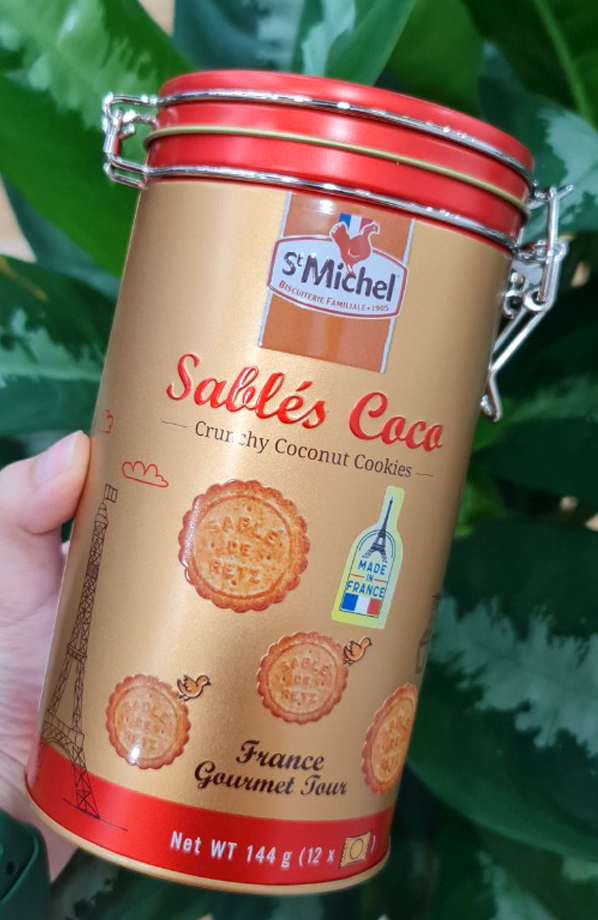 St Michel
BISCUITERIE FAMILIALE • 1905
Sablés Coco
Crunchy Coconut Cookies
SABLE
DE
RETZ
MADE
IN
FRANCE
SABLE
DE
RETZ
SABLE
DE
RETZ
France
Gourmet Tour
Net WT 144 g (12 x )